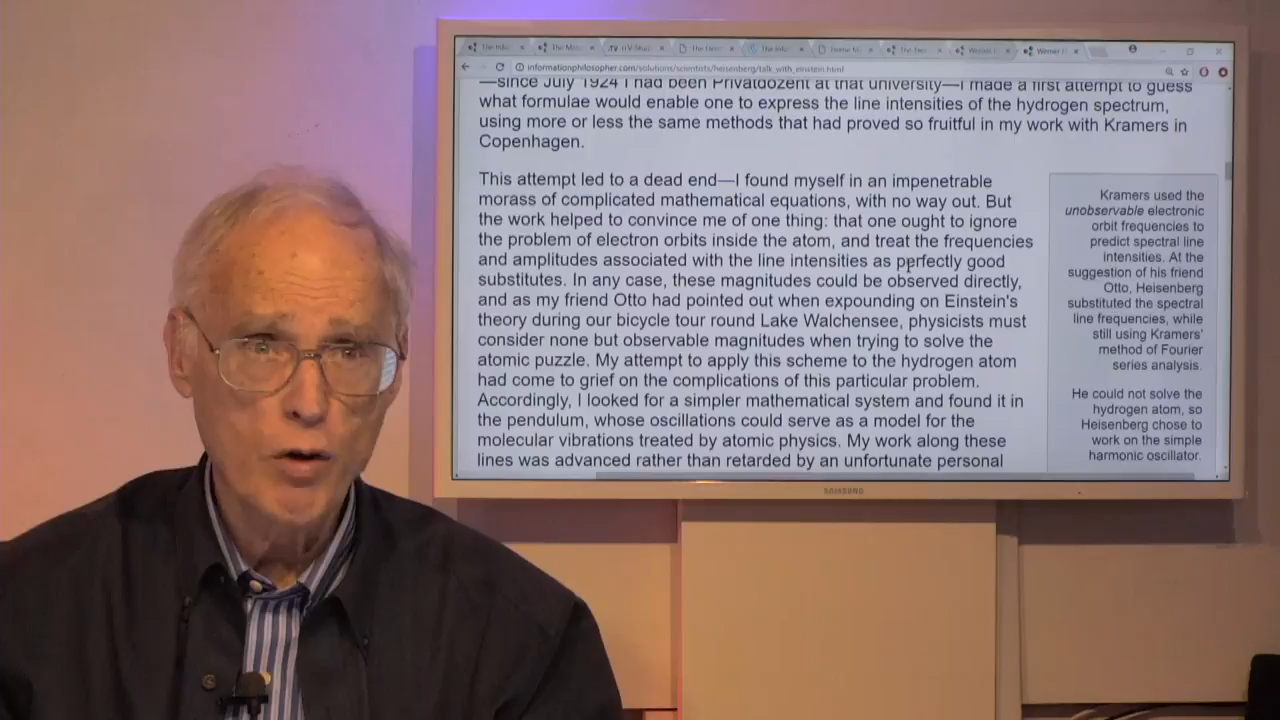 informationphilosopher.com/solutions/scientists/heisenberg/talk_with_einstein.html
—since July 1924 I had been Privatdozent at that university—I made a first attempt to guess
what formulae would enable one to express the line intensities of the hydrogen spectrum,
using more or less the same methods that had proved so fruitful in my work with Kramers in
Copenhagen.
This attempt led to a dead end—I found myself in an impenetrable
morass of complicated mathematical equations, with no way out. But
the work helped to convince me of one thing: that one ought to ignore
the problem of electron orbits inside the atom, and treat the frequencies
and amplitudes associated with the line intensities as perfectly good
substitutes. In any case, these magnitudes could be observed directly,
and as my friend Otto had pointed out when expounding on Einstein's
theory during our bicycle tour round Lake Walchensee, physicists must
consider none but observable magnitudes when trying to solve the
atomic puzzle. My attempt to apply this scheme to the hydrogen atom
had come to grief on the complications of this particular problem.
Accordingly, I looked for a simpler mathematical system and found it in
the pendulum, whose oscillations could serve as a model for the
molecular vibrations treated by atomic physics. My work along these
lines was advanced rather than retarded by an unfortunate personal
Kramers used the
unobservable electronic
orbit frequencies to
predict spectral line
intensities. At the
suggestion of his friend
Otto, Heisenberg
substituted the spectral
line frequencies, while
still using Kramers'
method of Fourier
series analysis.
He could not solve the
hydrogen atom, so
Heisenberg chose to
work on the simple
harmonic oscillator.
SAMSUNG